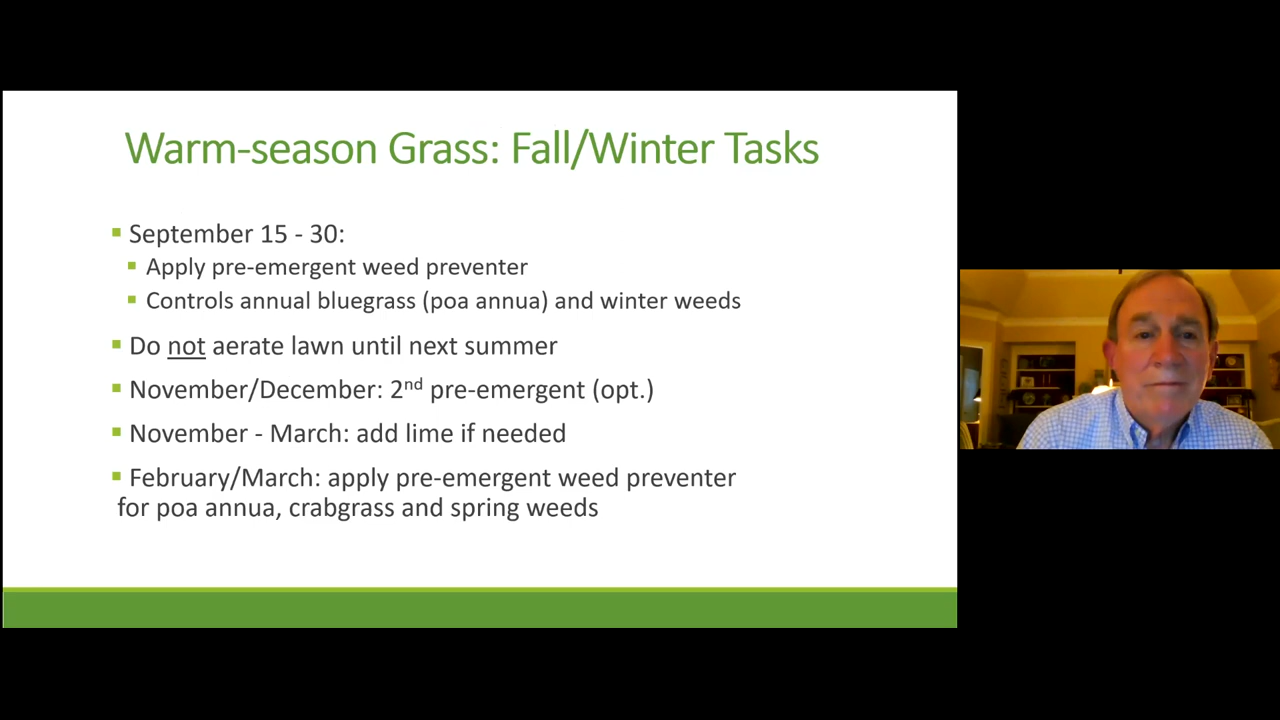 Warm-season Grass: Fall/Winter Tasks
September 15 - 30:
Apply pre-emergent weed preventer
Controls annual bluegrass (poa annua) and winter weeds
Do not aerate lawn until next summer
November/December: 2nd pre-emergent (opt.)
November - March: add lime if needed
February/March: apply pre-emergent weed preventer
for poa annua, crabgrass and spring weeds